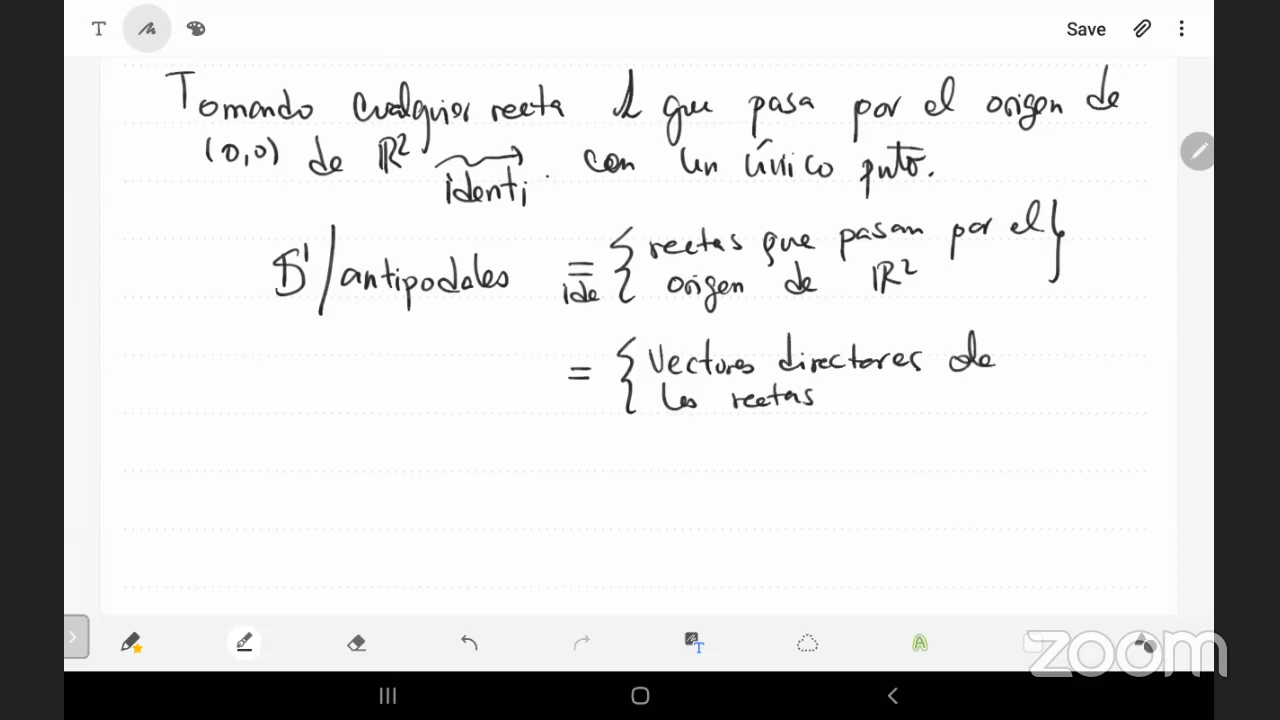 Save
Tomando cualquier recta L que pasa por el origen de
(0,0) de ℝ² identi. con un único pnto.
S¹/antipodales ≡ { rectas que pasan por el }
ide origen de ℝ²
= { Vectores directores de
las rectas
zoom